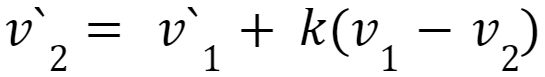 v`₂ = v`₁ + k(v₁ − v₂)